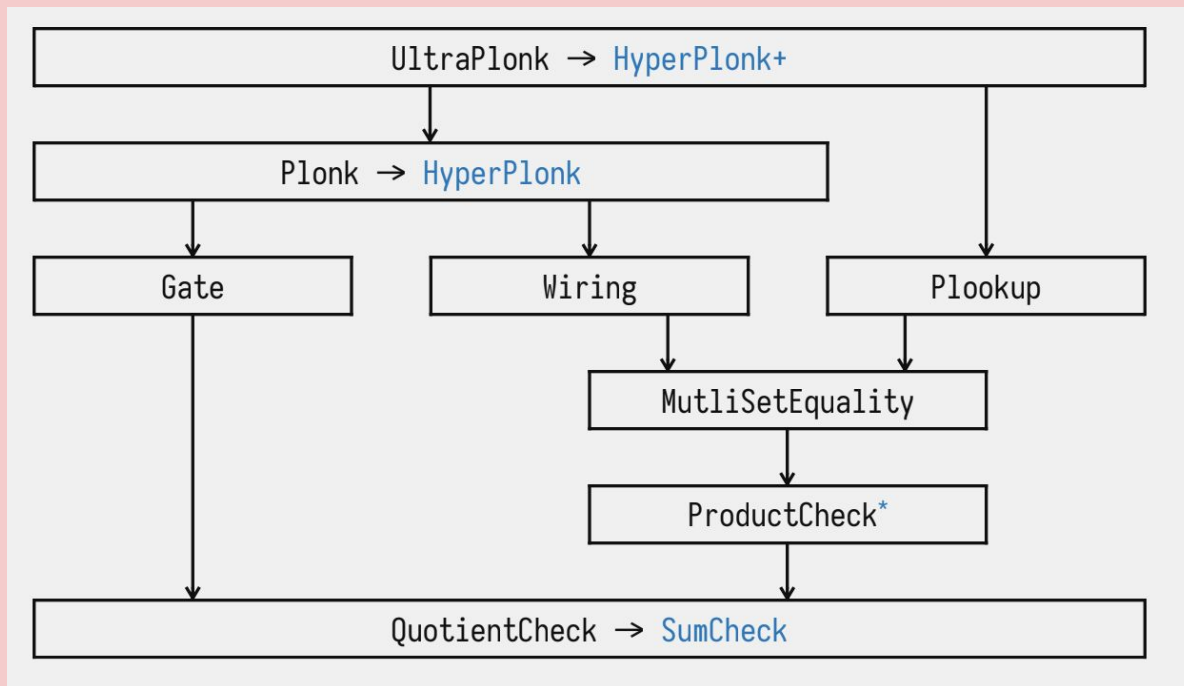 UltraPlonk → HyperPlonk+
Plonk → HyperPlonk
Gate
Wiring
Plookup
MutliSetEquality
ProductCheck*
QuotientCheck → SumCheck